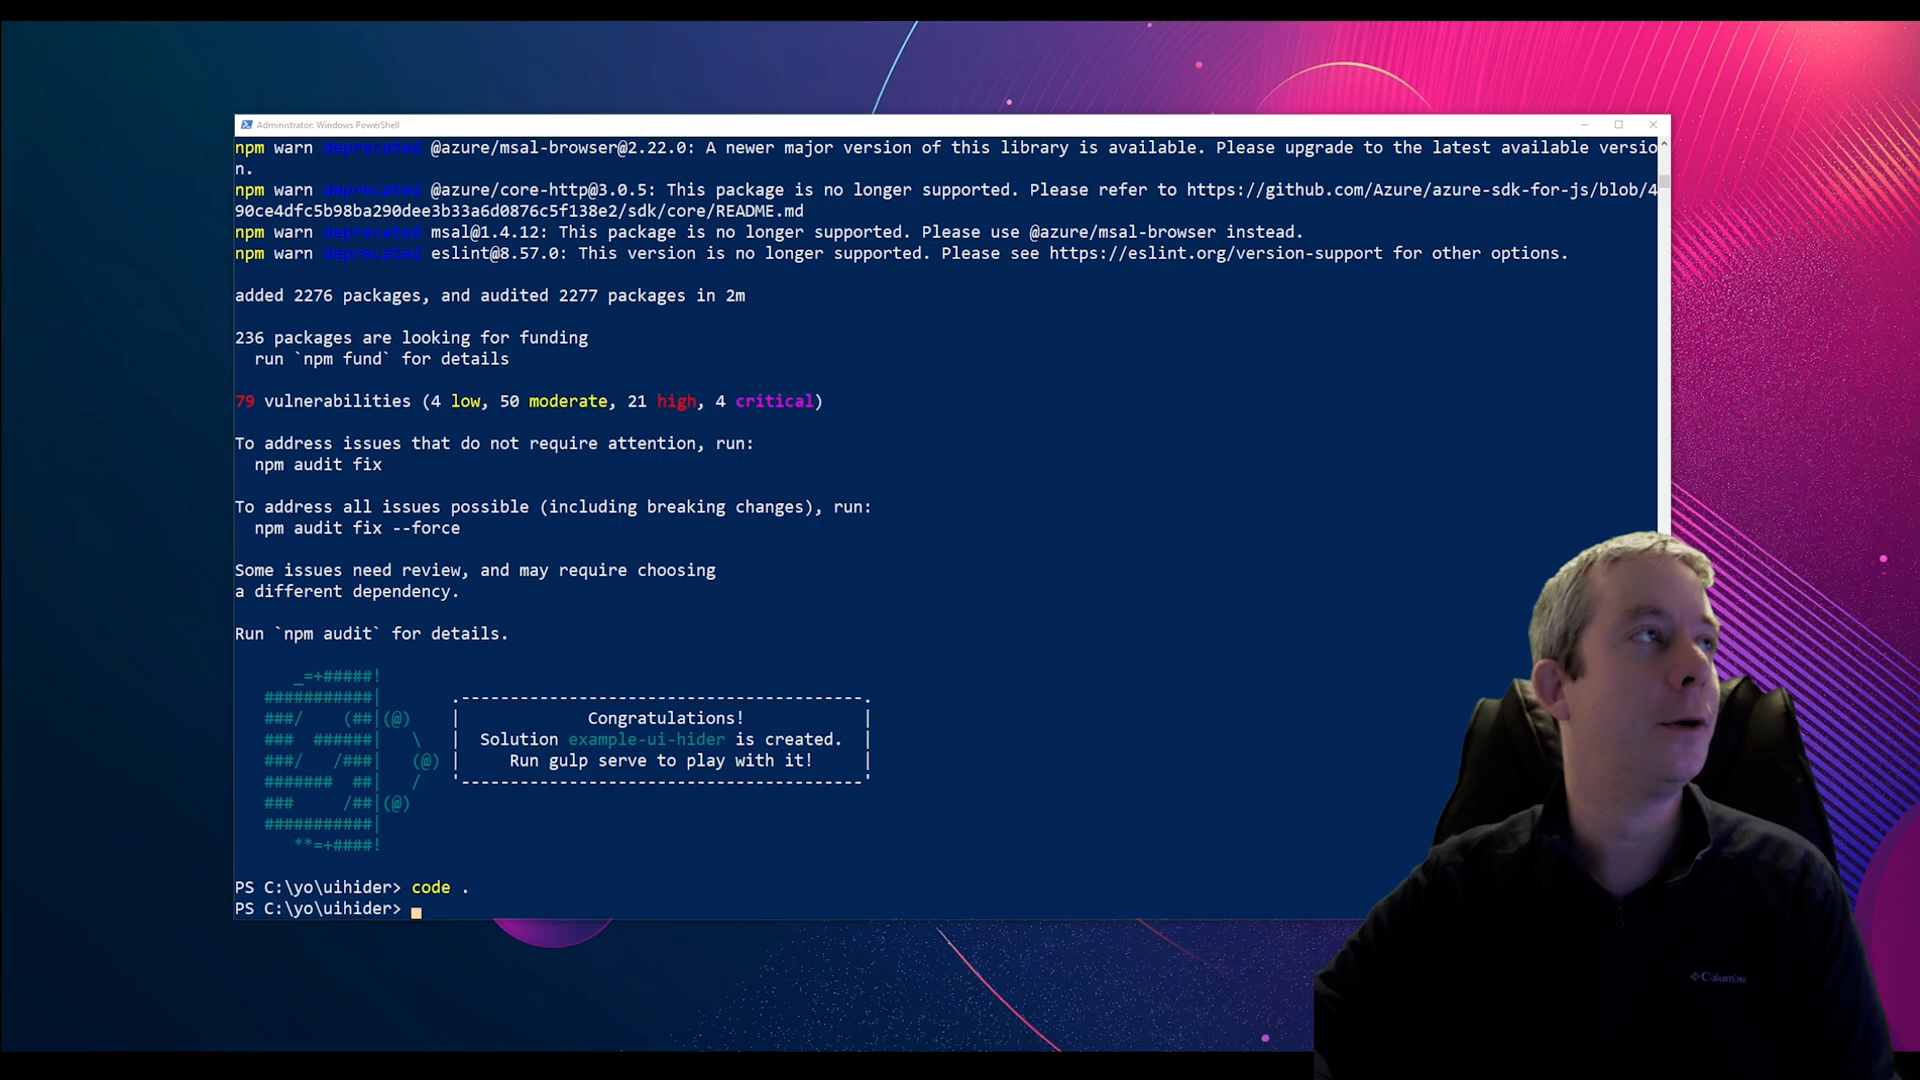 Administrator: Windows PowerShell
npm warn deprecated @azure/msal-browser@2.22.0: A newer major version of this library is available. Please upgrade to the latest available versio
n.
npm warn deprecated @azure/core-http@3.0.5: This package is no longer supported. Please refer to https://github.com/Azure/azure-sdk-for-js/blob/4
90ce4dfc5b98ba290dee3b33a6d0876c5f138e2/sdk/core/README.md
npm warn deprecated msal@1.4.12: This package is no longer supported. Please use @azure/msal-browser instead.
npm warn deprecated eslint@8.57.0: This version is no longer supported. Please see https://eslint.org/version-support for other options.
added 2276 packages, and audited 2277 packages in 2m
236 packages are looking for funding
run `npm fund` for details
79 vulnerabilities (4 low, 50 moderate, 21 high, 4 critical)
To address issues that do not require attention, run:
npm audit fix
To address all issues possible (including breaking changes), run:
npm audit fix --force
Some issues need review, and may require choosing
a different dependency.
Run `npm audit` for details.
_=+#####!
###########|
###/    (##|(@)
###  ######|   \
###/   /###|   (@)
#######  ##|   /
###     /##|(@)
###########|
**=+####!
.-----------------------------------------.
|             Congratulations!            |
|  Solution example-ui-hider is created.  |
|     Run gulp serve to play with it!     |
'-----------------------------------------'
PS C:\yo\uihider> code .
PS C:\yo\uihider>
Columbia